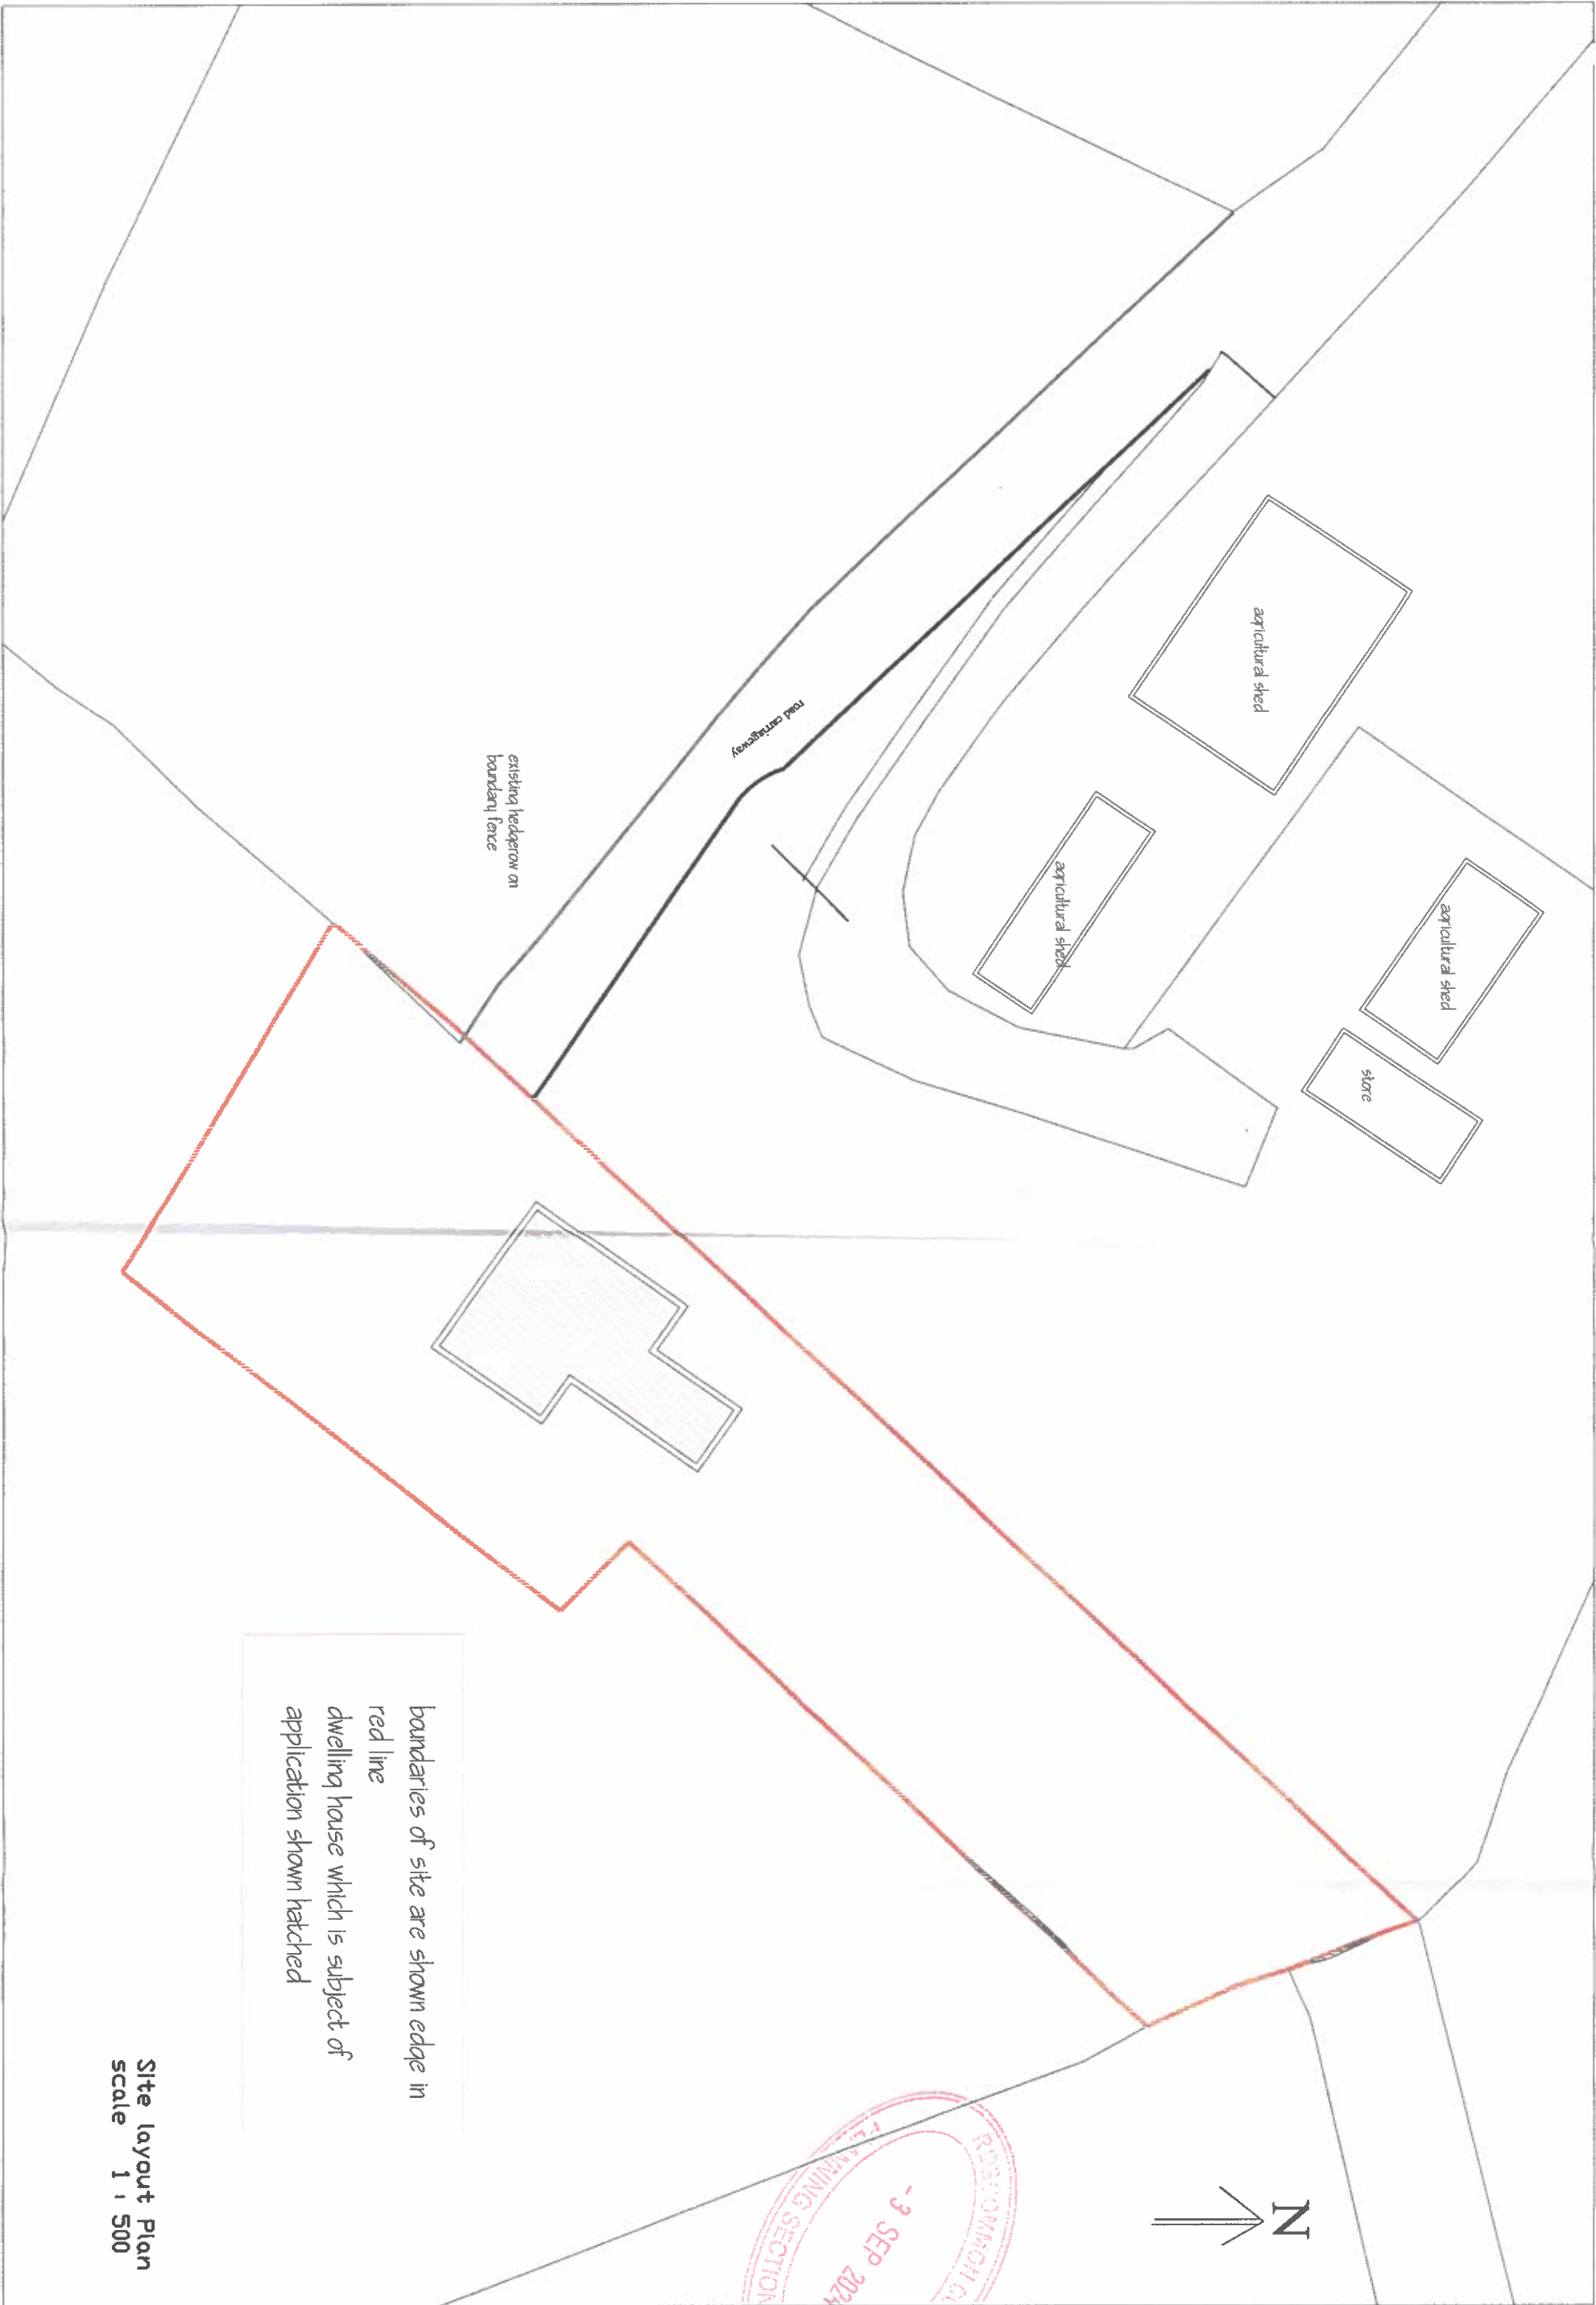 agricultural shed
agricultural shed
agricultural shed
store
road carriageway
existing hedgerow on
boundary fence
boundaries of site are shown edge in
red line
dwelling house which is subject of
application shown hatched
N
-3 SEP 2024
PLANNING SECTION
Site layout Plan
scale 1 : 500